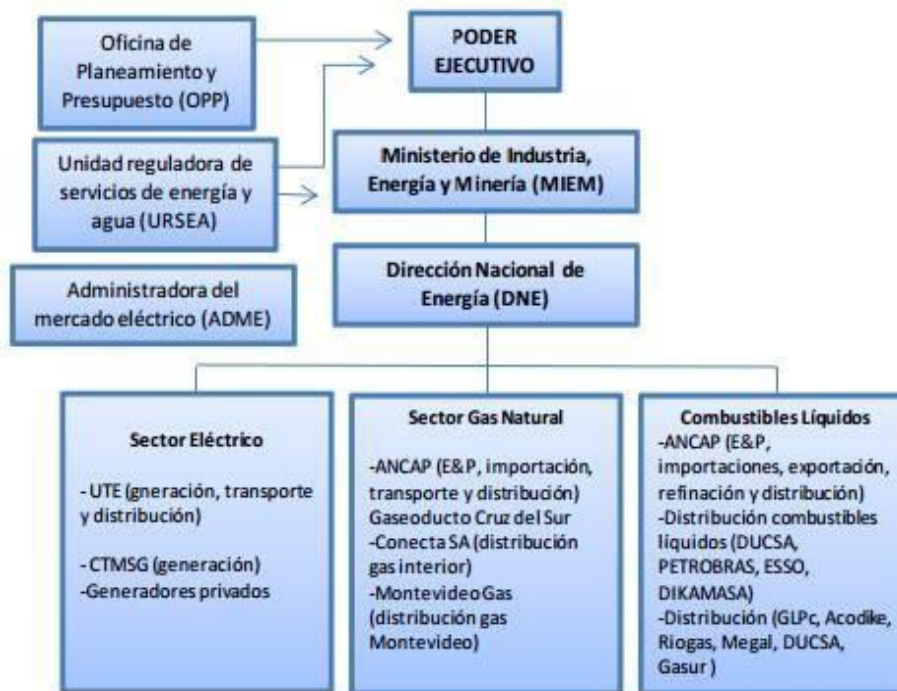 Oficina de
Planeamiento y
Presupuesto (OPP)
PODER
EJECUTIVO
Unidad reguladora de
servicios de energía y
agua (URSEA)
Ministerio de Industria,
Energía y Minería (MIEM)
Administradora del
mercado eléctrico (ADME)
Dirección Nacional de
Energía (DNE)
Sector Eléctrico
- UTE (gneración, transporte
y distribución)
- CTMSG (generación)
-Generadores privados
Sector Gas Natural
-ANCAP (E&P, importación,
transporte y distribución)
Gaseoducto Cruz del Sur
-Conecta SA (distribución
gas interior)
-Montevideo Gas
(distribución gas
Montevideo)
Combustibles Líquidos
-ANCAP (E&P,
importaciones, exportación,
refinación y distribución)
-Distribución combustibles
líquidos (DUCSA,
PETROBRAS, ESSO,
DIKAMASA)
-Distribución (GLPc, Acodike,
Riogas, Megal, DUCSA,
Gasur )